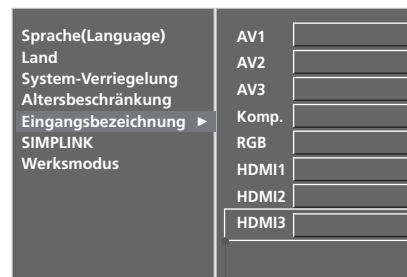 Sprache(Language)
Land
System-Verriegelung
Altersbeschränkung
Eingangsbezeichnung ►
SIMPLINK
Werksmodus
AV1
AV2
AV3
Komp.
RGB
HDMI1
HDMI2
HDMI3